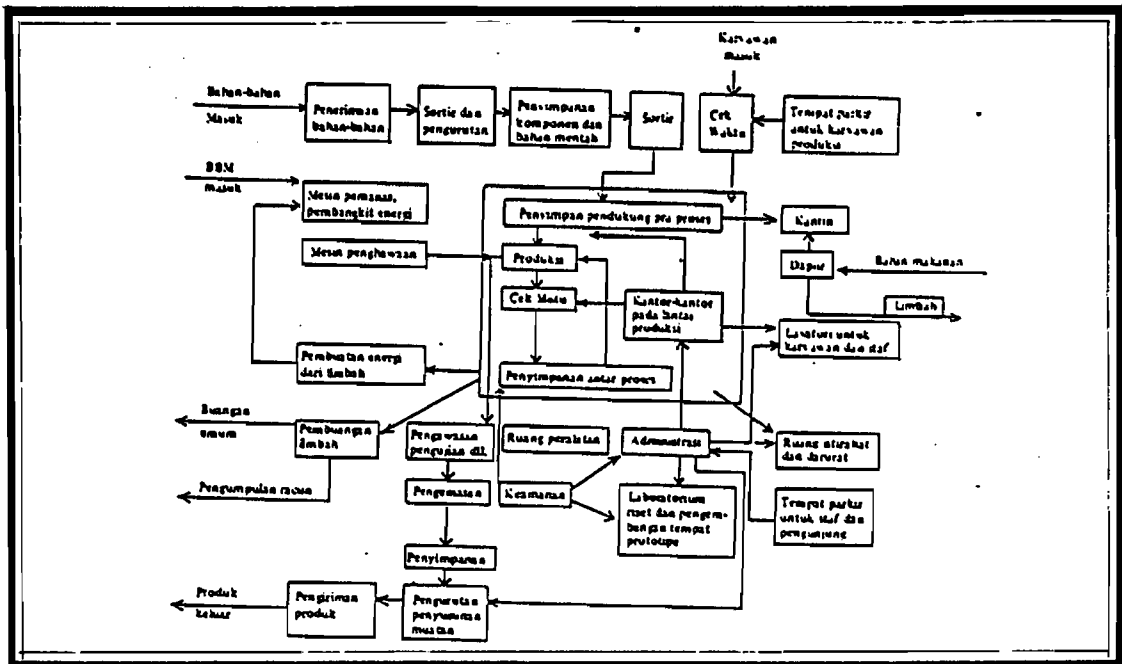 Karyawan
masuk
Bahan-bahan
Masuk
Penerimaan
bahan-bahan
Sortir dan
pengurutan
Penyimpanan
komponen dan
bahan mentah
Sortir
Cek
Waktu
Tempat parkir
untuk karyawan
produksi
BBM
masuk
Mesin pemanas,
pembangkit energi
Penyimpan pendukung pra proses
Kantin
Mesin penghawaan
Produksi
Dapur
Bahan makanan
Cek Mutu
Kantor-kantor
pada lantai
produksi
Limbah
Lavatori untuk
karyawan dan staf
Pembuatan energi
dari limbah
Penyimpanan antar proses
Buangan
umum
Pembuangan
limbah
Pengawasan
pengujian dll.
Ruang peralatan
Administrasi
Ruang istirahat
dan darurat
Pengumpulan racun
Pengemasan
Keamanan
Laboratorium
riset dan pengem-
bangan tempat
prototipe
Tempat parkir
untuk staf dan
pengunjung
Penyimpanan
Produk
keluar
Pengiriman
produk
Pengurutan
penyusunan
muatan